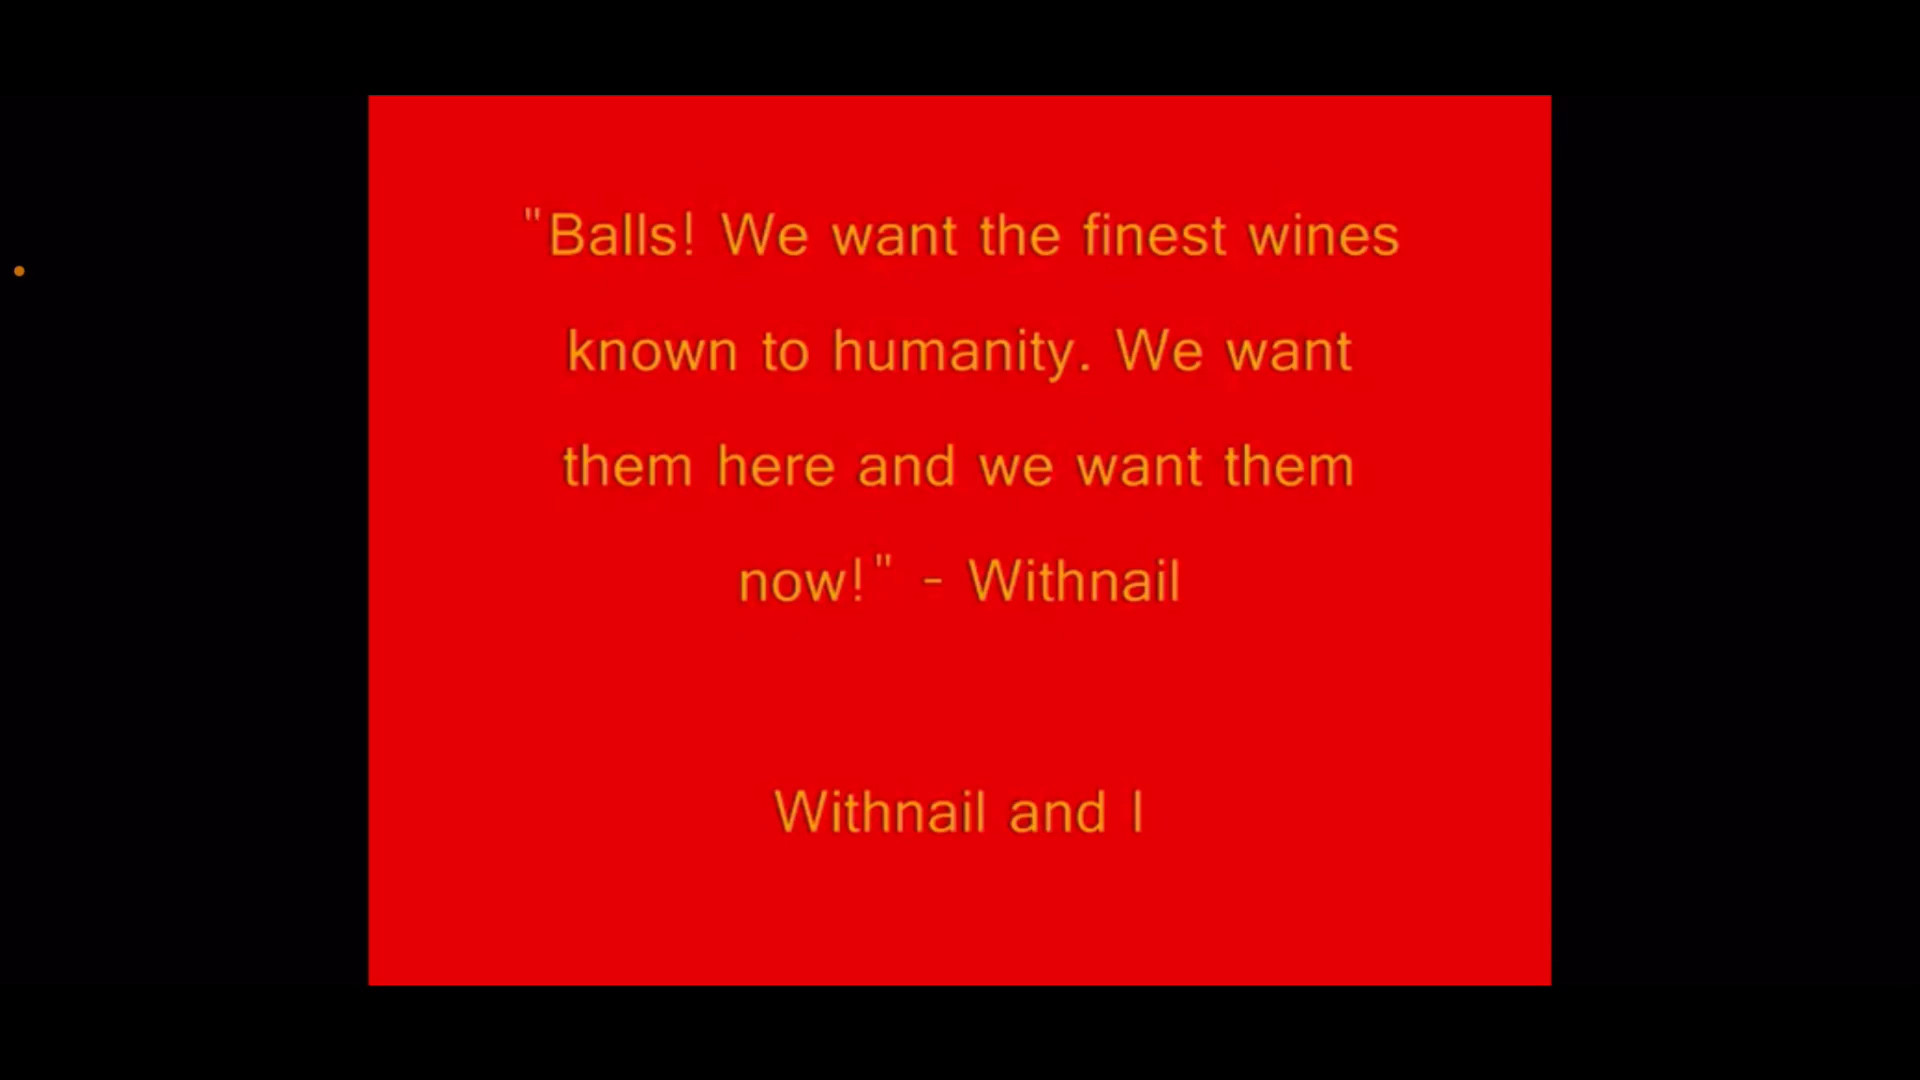 "Balls! We want the finest wines
known to humanity. We want
them here and we want them
now!" - Withnail
Withnail and I